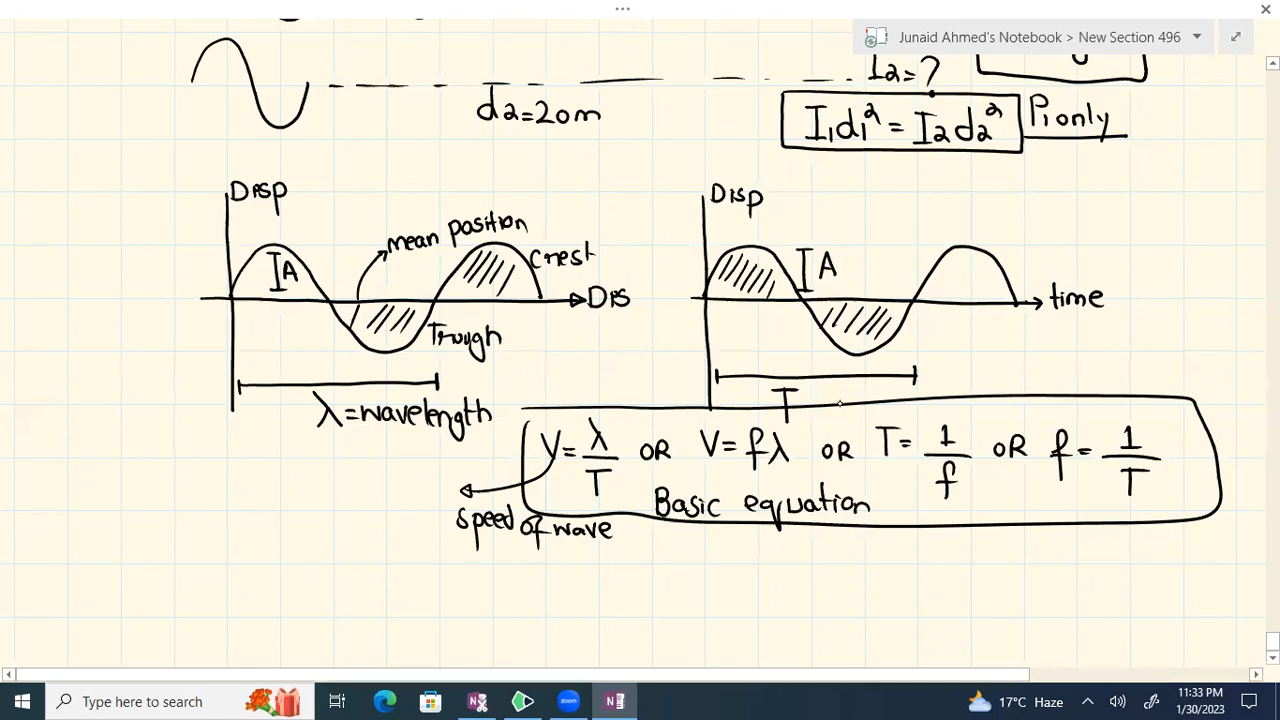 Junaid Ahmed's Notebook > New Section 496
I2=?
d2=20m
I1d1²=I2d2²
P1 only
Disp
mean position
Crest
A
Dis
Trough
λ=wavelength
Disp
A
time
T
V=λ/T OR V=fλ OR T=1/f OR f=1/T
Basic equation
speed of wave
Type here to search
zoom
17°C Haze
11:33 PM
1/30/2023